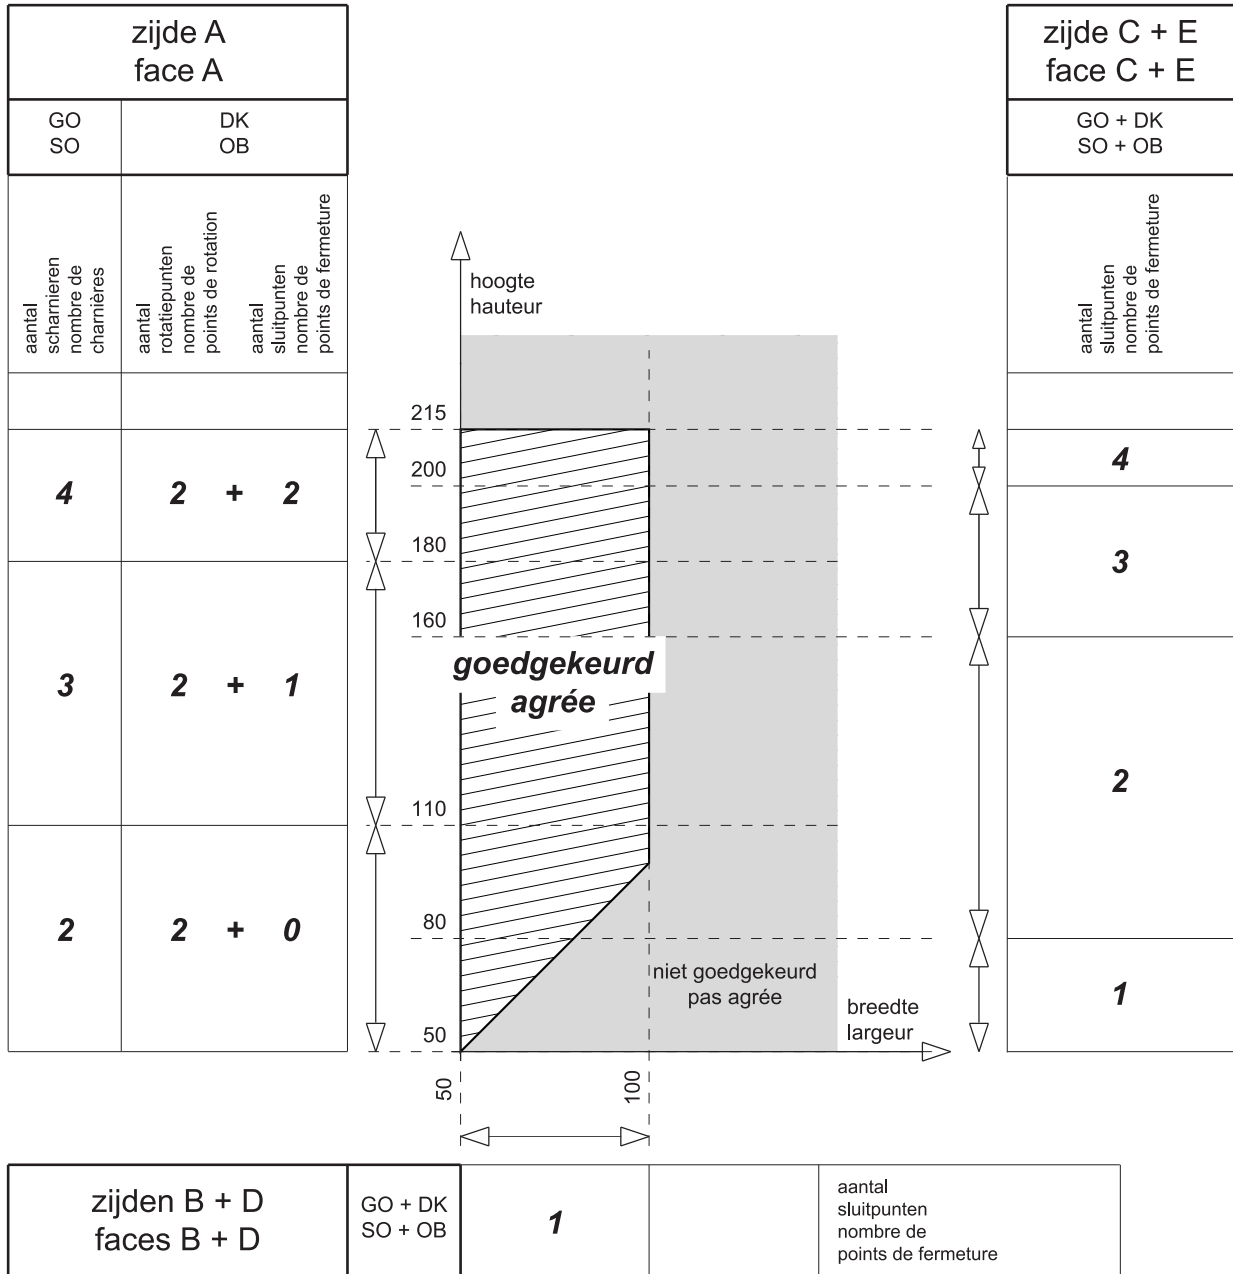 zijde A
face A
GO
SO
DK
OB
aantal
scharnieren
nombre de
charnières
aantal
rotatiepunten
nombre de
points de rotation
aantal
sluitpunten
nombre de
points de fermeture
4
2 + 2
3
2 + 1
2
2 + 0
hoogte
hauteur
215
200
180
160
110
80
50
goedgekeurd
agrée
niet goedgekeurd
pas agrée
breedte
largeur
50
100
zijde C + E
face C + E
GO + DK
SO + OB
aantal
sluitpunten
nombre de
points de fermeture
4
3
2
1
zijden B + D
faces B + D
GO + DK
SO + OB
1
aantal
sluitpunten
nombre de
points de fermeture